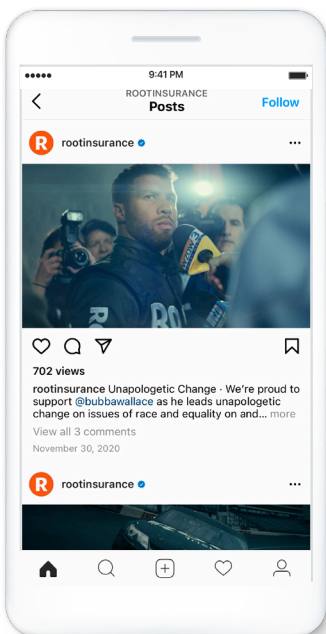 9:41 PM
ROOTINSURANCE
Posts
Follow
R rootinsurance
702 views
rootinsurance Unapologetic Change - We're proud to
support @bubbawallace as he leads unapologetic
change on issues of race and equality on and... more
View all 3 comments
November 30, 2020
R rootinsurance